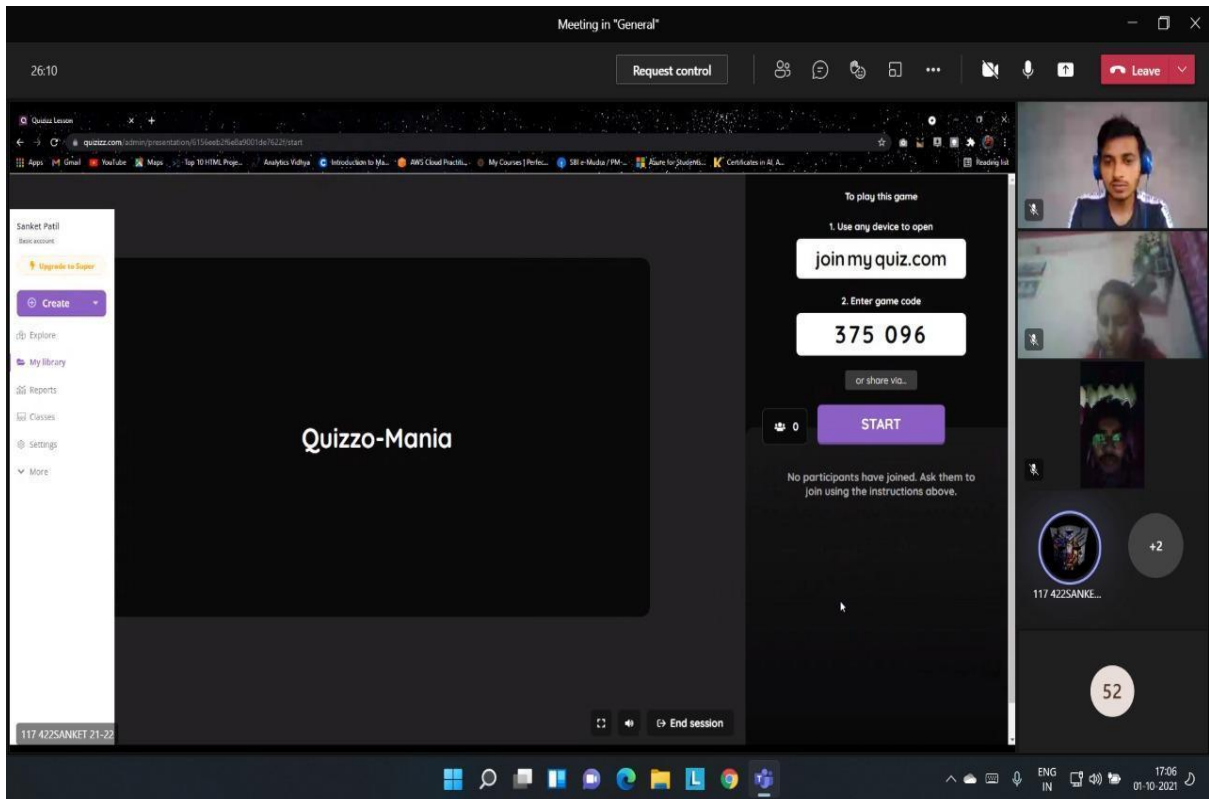 Meeting in "General"
26:10
Request control
Leave
Quizizz Lesson
quizizz.com/admin/presentation/
/start
Apps
Gmail
YouTube
Maps
Top 10 HTML Proje...
Analytics Vidhya
Introduction to Ma...
AWS Cloud Practiti...
My Courses | Perfec...
SBI e-Mudra / PM-...
Azure for Students...
Certificates in AI, A...
Reading list
Sanket Patil
Basic account
Upgrade to Super
Create
Explore
My library
Reports
Classes
Settings
More
Quizzo-Mania
To play this game
1. Use any device to open
join my quiz.com
2. Enter game code
375 096
or share via...
0
START
No participants have joined. Ask them to
join using the instructions above.
End session
117 422SANKET 21-22
117 422SANKE...
+2
52
ENG
IN
17:06
01-10-2021